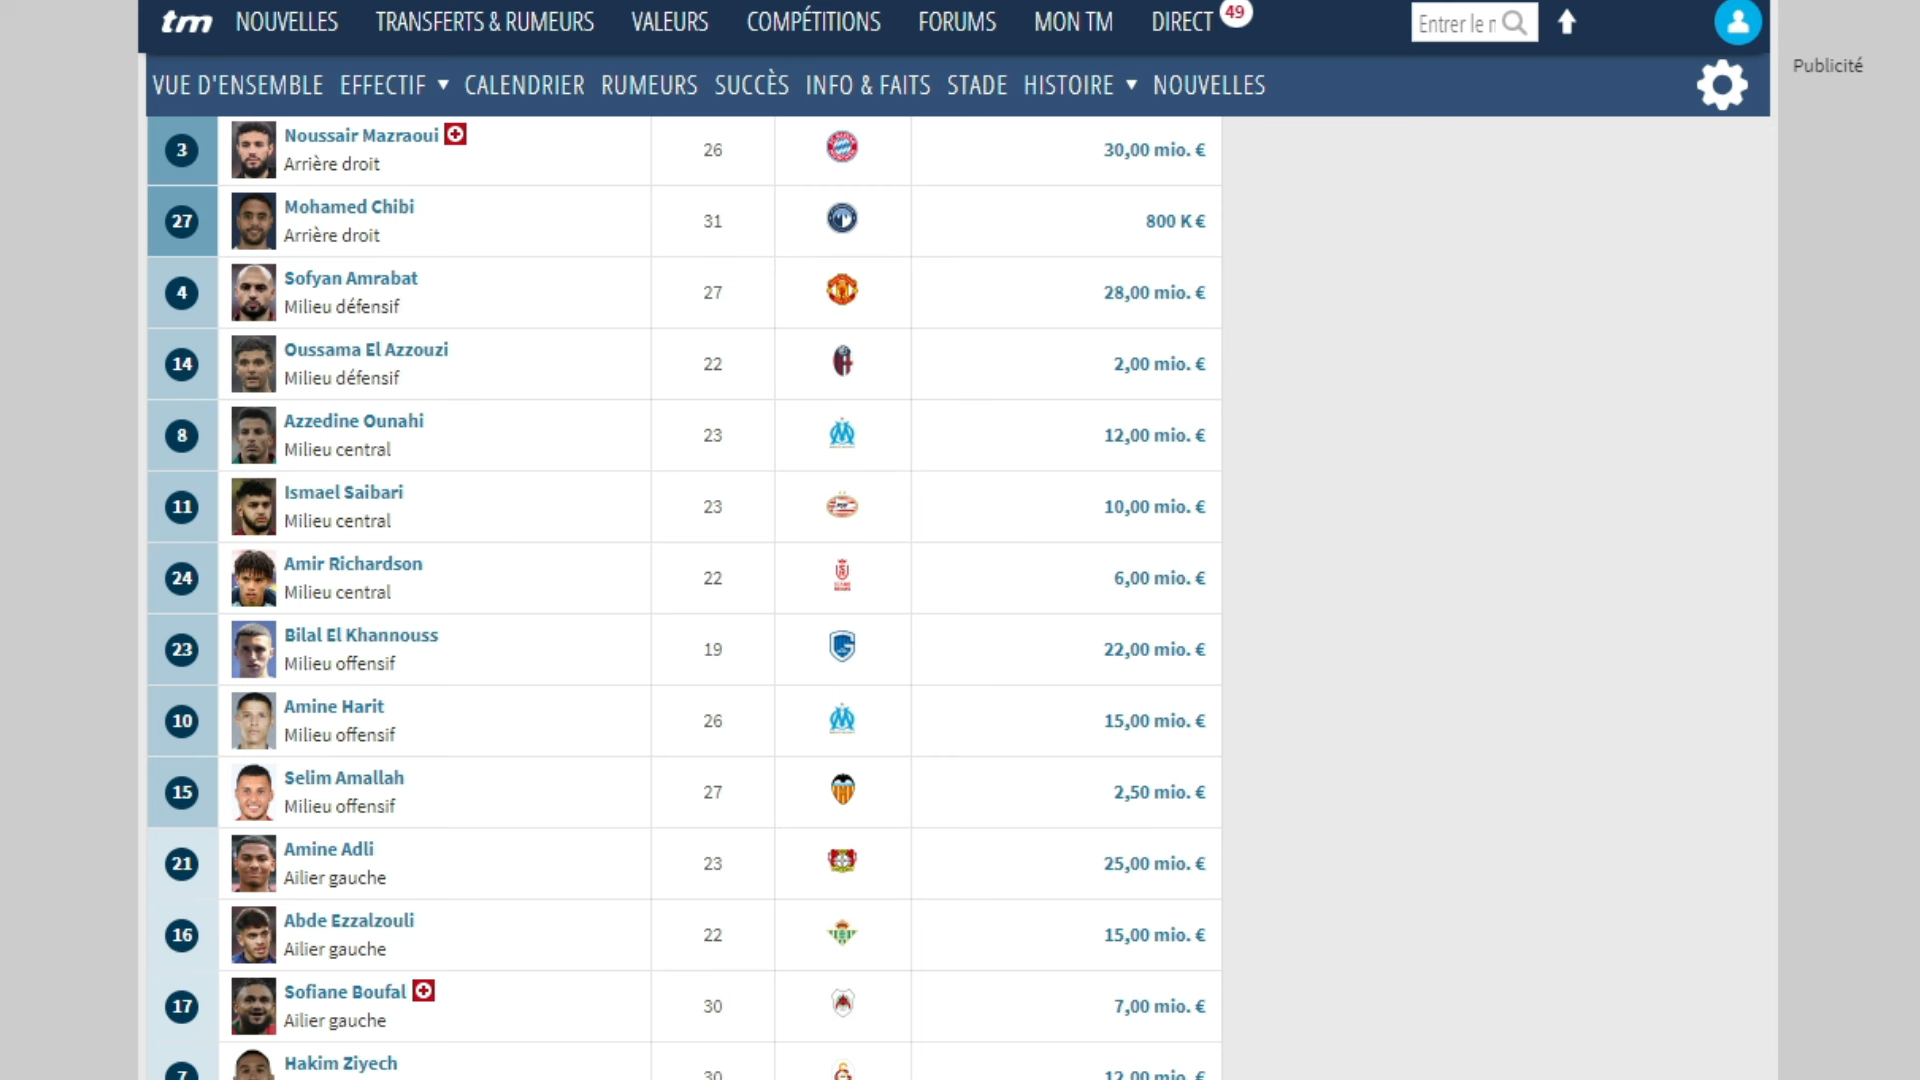 tm NOUVELLES TRANSFERTS & RUMEURS VALEURS COMPÉTITIONS FORUMS MON TM DIRECT 49 Entrer le n
Publicité
VUE D'ENSEMBLE EFFECTIF ▼ CALENDRIER RUMEURS SUCCÈS INFO & FAITS STADE HISTOIRE ▼ NOUVELLES
3 Noussair Mazraoui 26 30,00 mio. €
Arrière droit
27 Mohamed Chibi 31 800 K €
Arrière droit
4 Sofyan Amrabat 27 28,00 mio. €
Milieu défensif
14 Oussama El Azzouzi 22 2,00 mio. €
Milieu défensif
8 Azzedine Ounahi 23 12,00 mio. €
Milieu central
11 Ismael Saibari 23 10,00 mio. €
Milieu central
24 Amir Richardson 22 6,00 mio. €
Milieu central
23 Bilal El Khannouss 19 22,00 mio. €
Milieu offensif
10 Amine Harit 26 15,00 mio. €
Milieu offensif
15 Selim Amallah 27 2,50 mio. €
Milieu offensif
21 Amine Adli 23 25,00 mio. €
Ailier gauche
16 Abde Ezzalzouli 22 15,00 mio. €
Ailier gauche
17 Sofiane Boufal 30 7,00 mio. €
Ailier gauche
7 Hakim Ziyech 30 12,00 mio. €